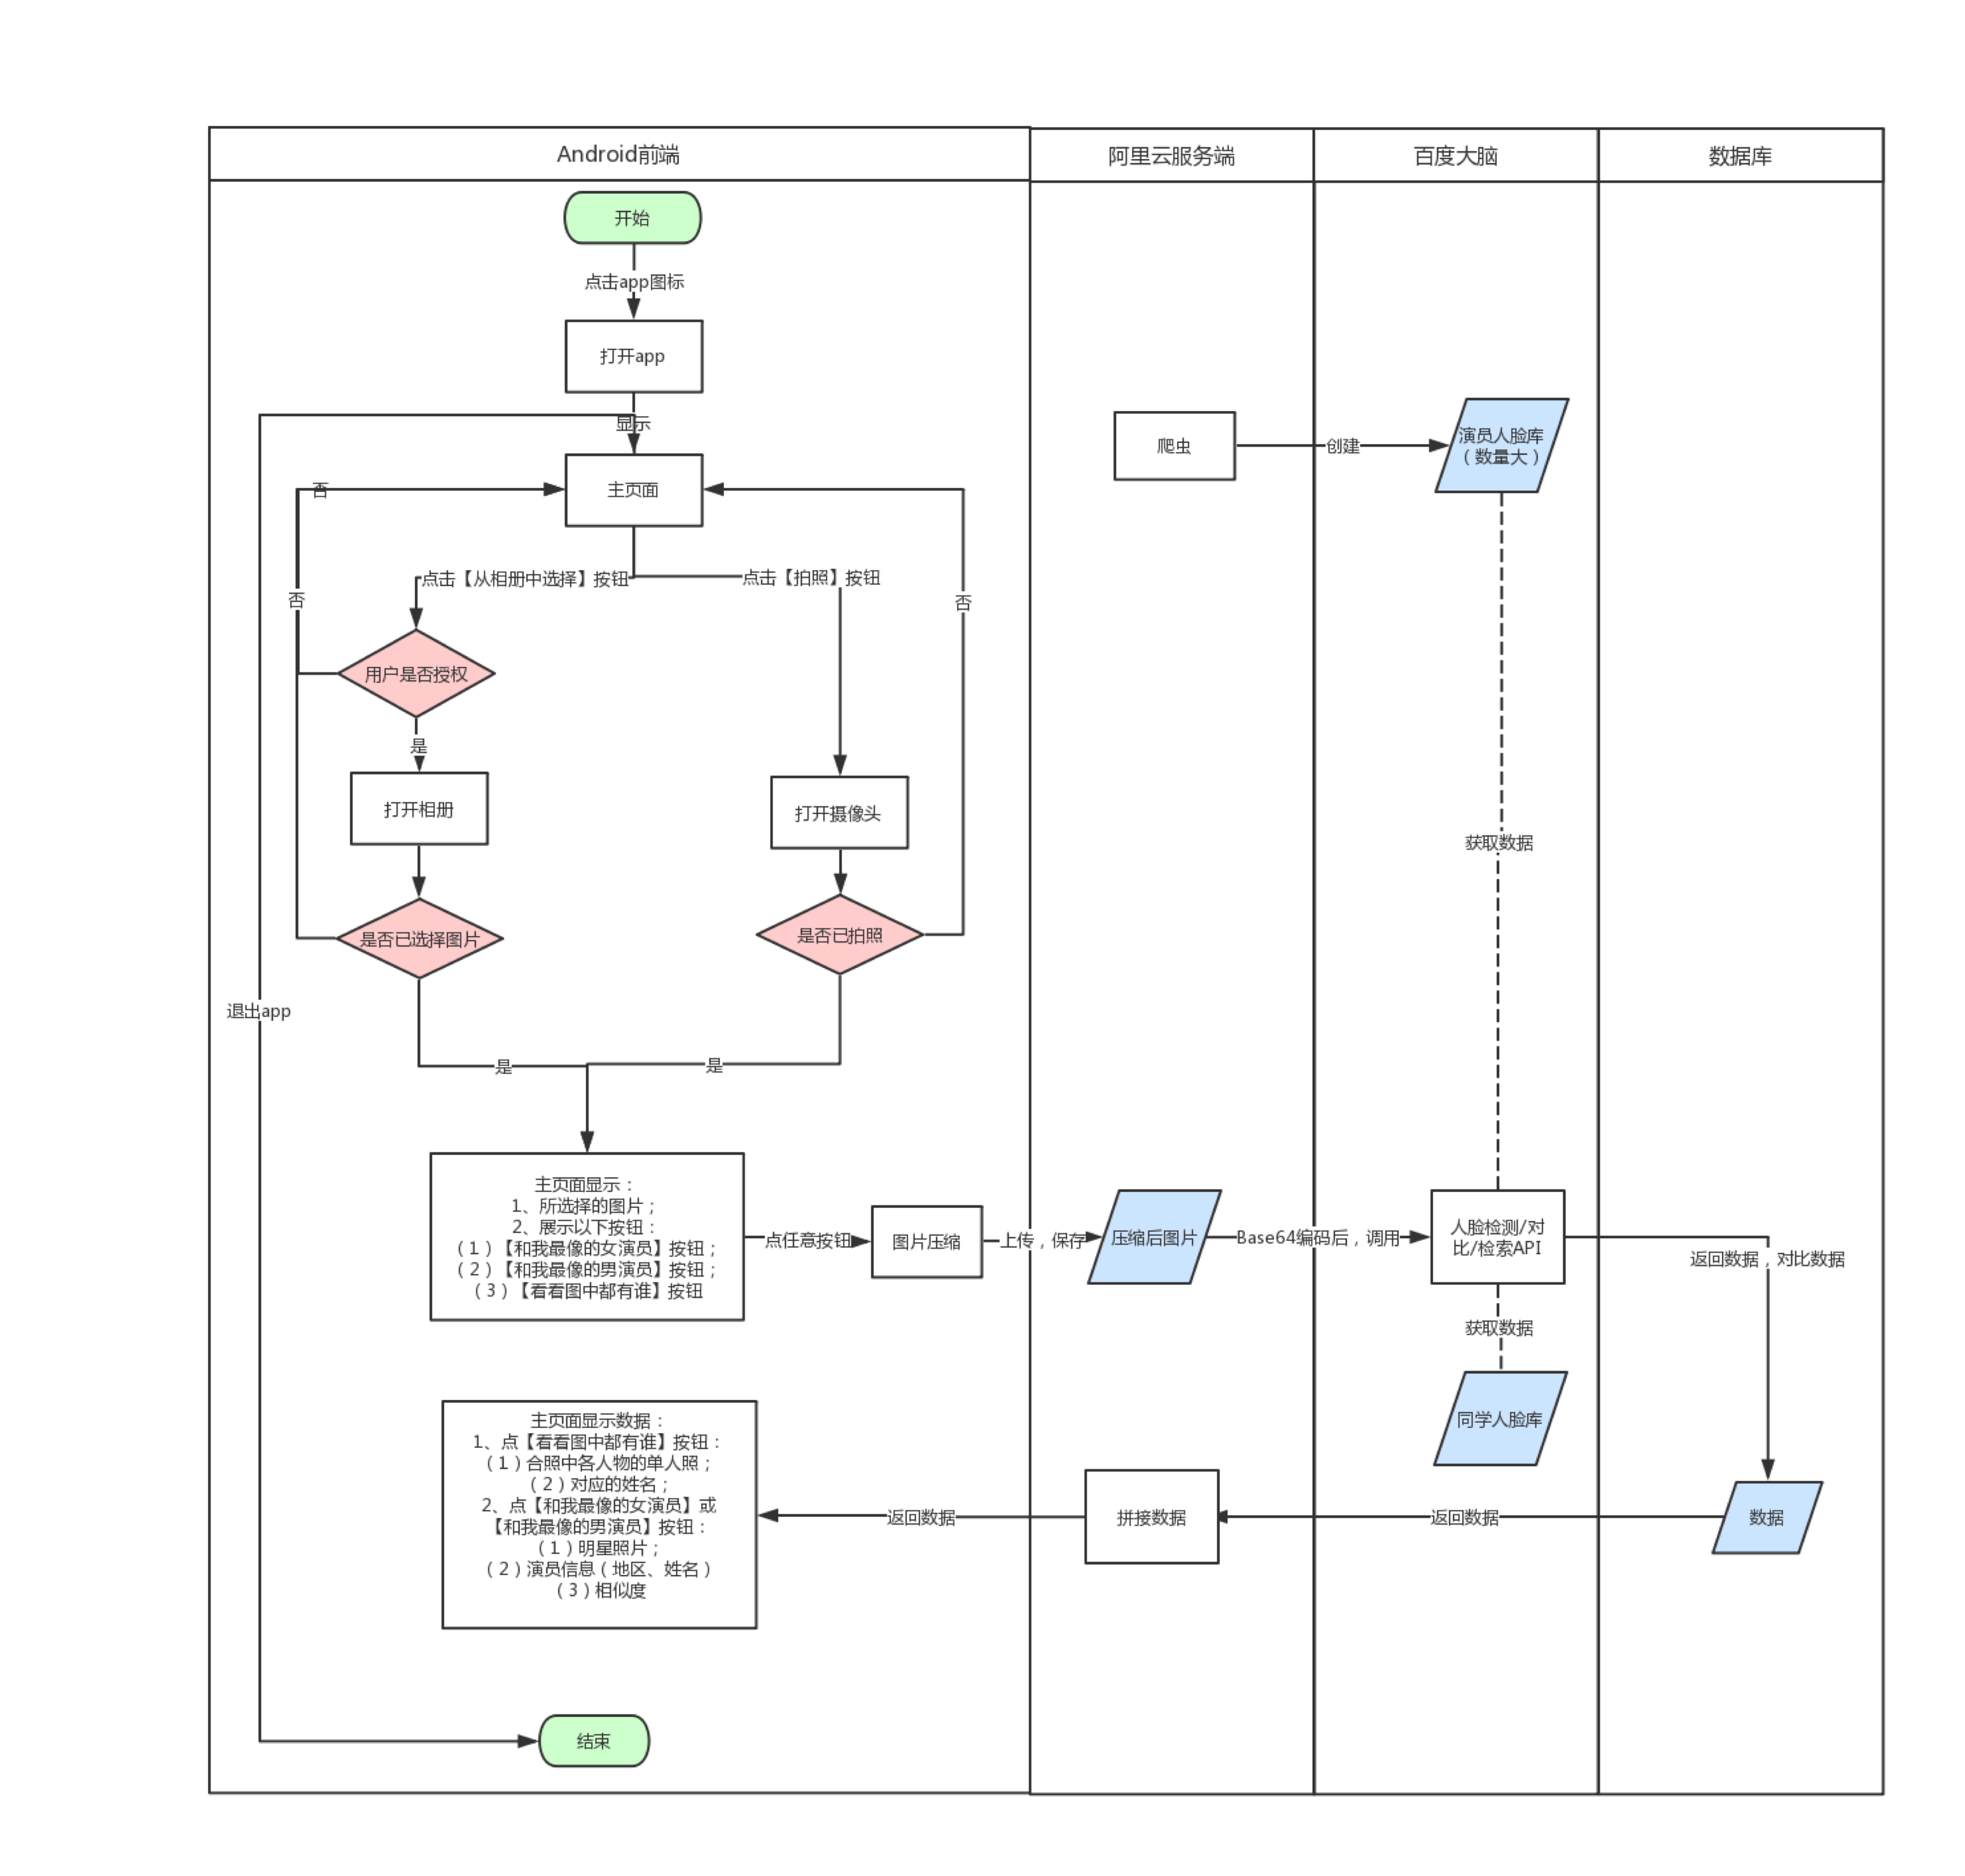 Android前端
阿里云服务端
百度大脑
数据库
开始
点击app图标
打开app
显示
主页面
否
点击【从相册中选择】按钮
点击【拍照】按钮
否
否
用户是否授权
是
打开相册
打开摄像头
是否已选择图片
是否已拍照
退出app
是
是
爬虫
创建
演员人脸库
（数量大）
获取数据
主页面显示：
1、所选择的图片；
2、展示以下按钮：
（1）【和我最像的女演员】按钮；
（2）【和我最像的男演员】按钮；
（3）【看看图中都有谁】按钮
点任意按钮
图片压缩
上传，保存
压缩后图片
Base64编码后，调用
人脸检测/对
比/检索API
返回数据，对比数据
获取数据
同学人脸库
主页面显示数据：
1、点【看看图中都有谁】按钮：
（1）合照中各人物的单人照；
（2）对应的姓名；
2、点【和我最像的女演员】或
【和我最像的男演员】按钮：
（1）明星照片；
（2）演员信息（地区、姓名）
（3）相似度
返回数据
拼接数据
返回数据
数据
结束